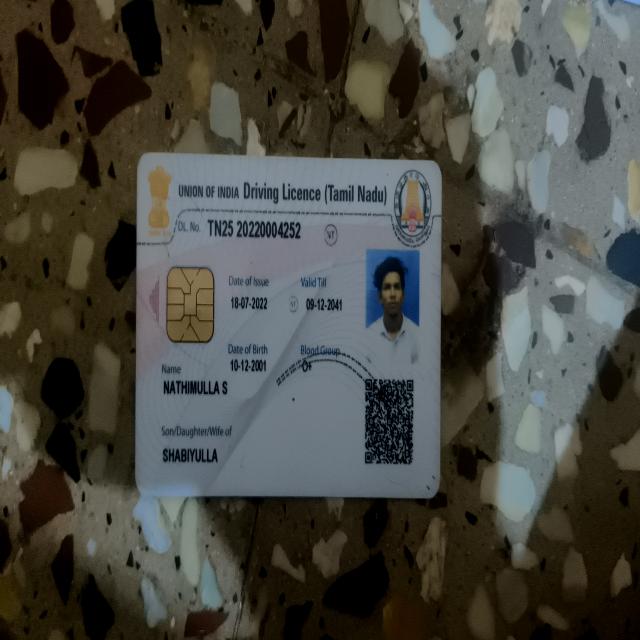 UNION OF INDIA Driving Licence (Tamil Nadu)
DL. No. TN25 20220004252
Date of Issue Valid Till
18-07-2022 09-12-2041
Date of Birth Blood Group
10-12-2001 O+
Name
NATHIMULLA S
Son/Daughter/Wife of
SHABIYULLA